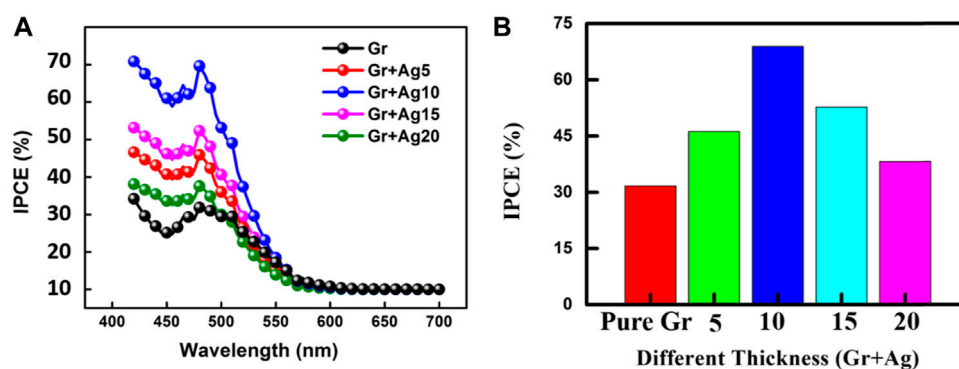 A
IPCE (%)
70
60
50
40
30
20
10
400 450 500 550 600 650 700
Wavelength (nm)
Gr
Gr+Ag5
Gr+Ag10
Gr+Ag15
Gr+Ag20
B
IPCE (%)
75
60
45
30
15
0
Pure Gr 5 10 15 20
Different Thickness (Gr+Ag)